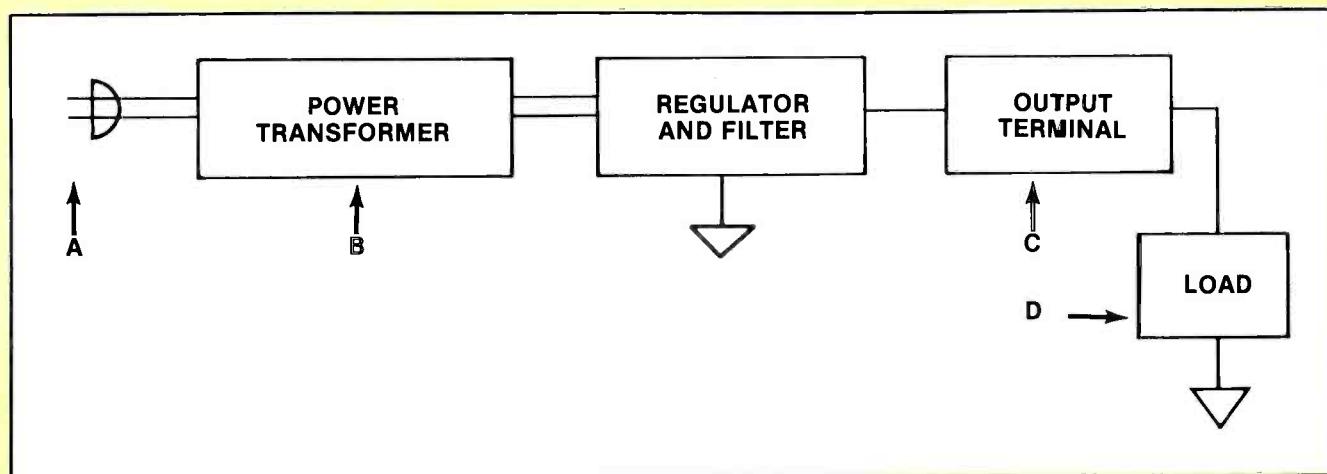 POWER
TRANSFORMER
REGULATOR
AND FILTER
OUTPUT
TERMINAL
A
B
C
LOAD
D